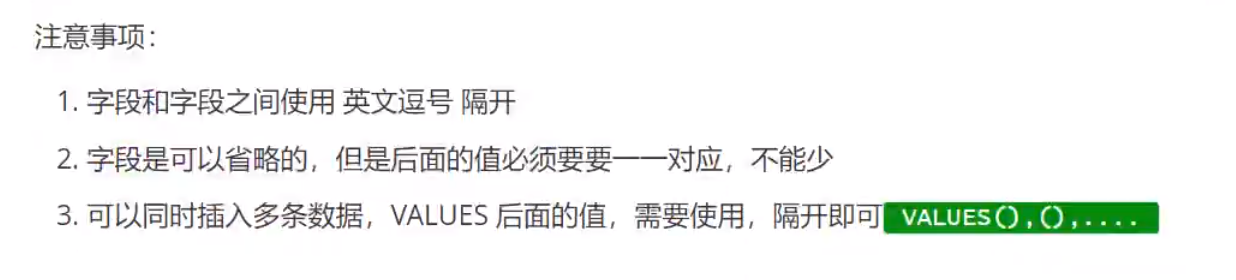 注意事项：
1. 字段和字段之间使用 英文逗号 隔开
2. 字段是可以省略的，但是后面的值必须要要一一对应，不能少
3. 可以同时插入多条数据，VALUES 后面的值，需要使用，隔开即可 VALUES(),(),....